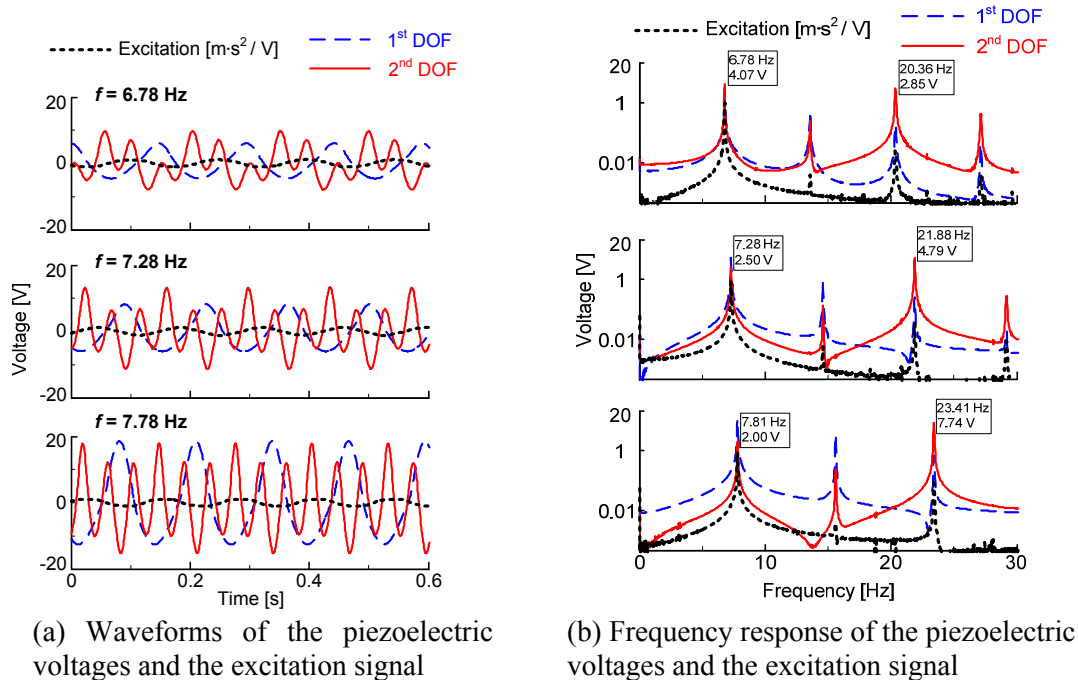 Excitation [m·s² / V]
1st DOF
2nd DOF
f = 6.78 Hz
20
0
-20
f = 7.28 Hz
20
0
-20
Voltage [V]
f = 7.78 Hz
20
0
-20
0 0.2 0.4 0.6
Time [s]
(a) Waveforms of the piezoelectric
voltages and the excitation signal
Excitation [m·s² / V]
1st DOF
2nd DOF
20
1
0.01
Voltage [V]
6.78 Hz
4.07 V
20.36 Hz
2.85 V
20
1
0.01
Voltage [V]
7.28 Hz
2.50 V
21.88 Hz
4.79 V
20
1
0.01
Voltage [V]
7.81 Hz
2.00 V
23.41 Hz
7.74 V
0 10 20 30
Frequency [Hz]
(b) Frequency response of the piezoelectric
voltages and the excitation signal